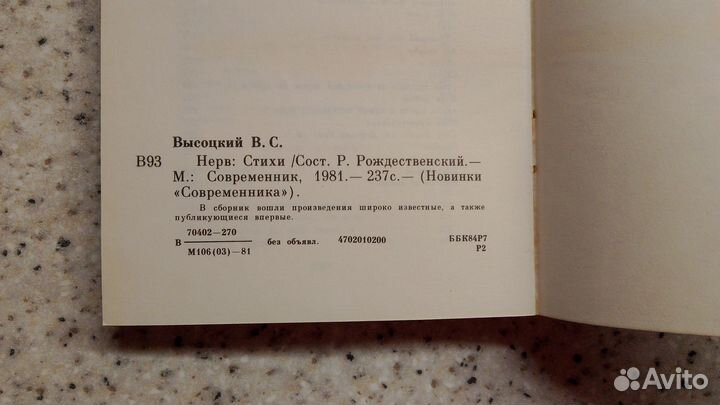 Высоцкий В. С.
В93 Нерв: Стихи /Сост. Р. Рождественский.—
М.: Современник, 1981.— 237с.— (Новинки
«Современника»).
В сборник вошли произведения широко известные, а также
публикующиеся впервые.
70402—270
В без объявл. 4702010200 ББК84Р7
М106(03)—81 Р2
Avito